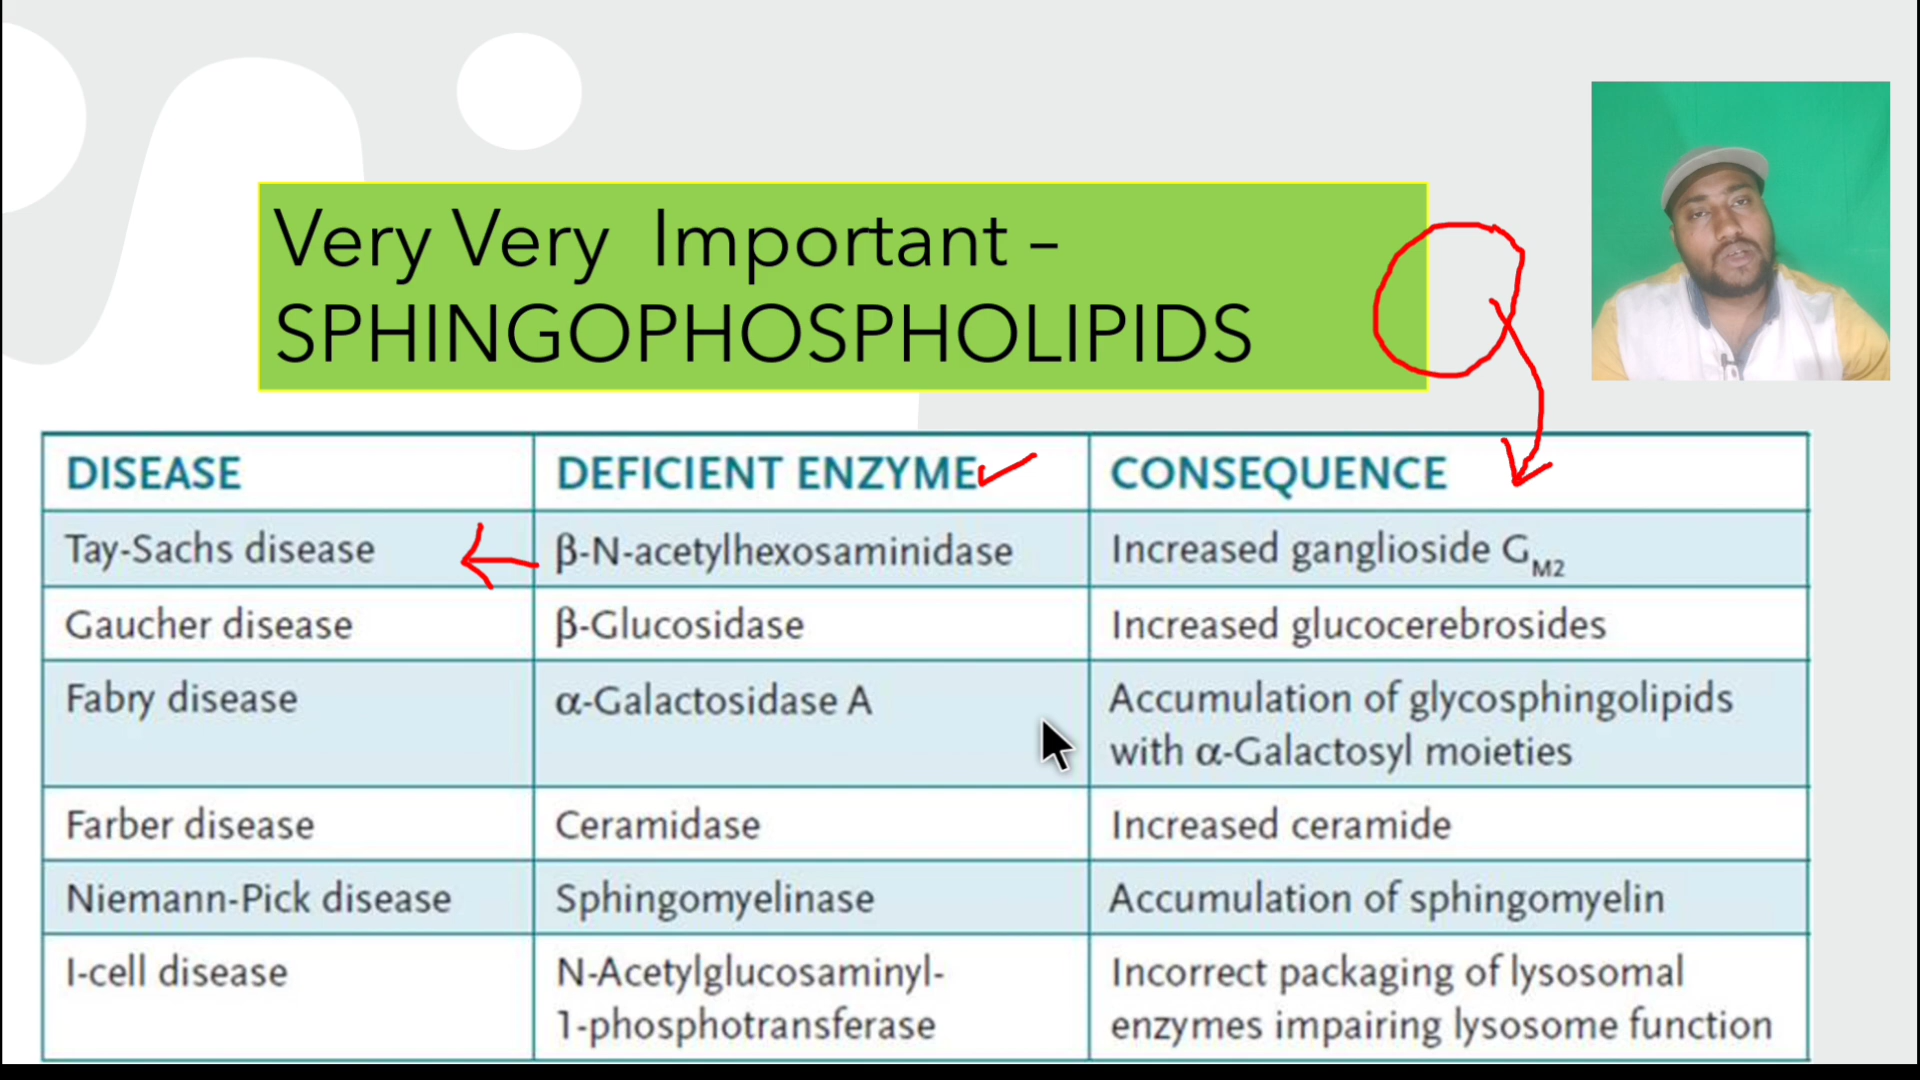 Very Very  Important –
SPHINGOPHOSPHOLIPIDS
DISEASE DEFICIENT ENZYME CONSEQUENCE
Tay-Sachs disease β-N-acetylhexosaminidase Increased ganglioside GM2
Gaucher disease β-Glucosidase Increased glucocerebrosides
Fabry disease α-Galactosidase A Accumulation of glycosphingolipids
with α-Galactosyl moieties
Farber disease Ceramidase Increased ceramide
Niemann-Pick disease Sphingomyelinase Accumulation of sphingomyelin
I-cell disease N-Acetylglucosaminyl- Incorrect packaging of lysosomal
1-phosphotransferase enzymes impairing lysosome function